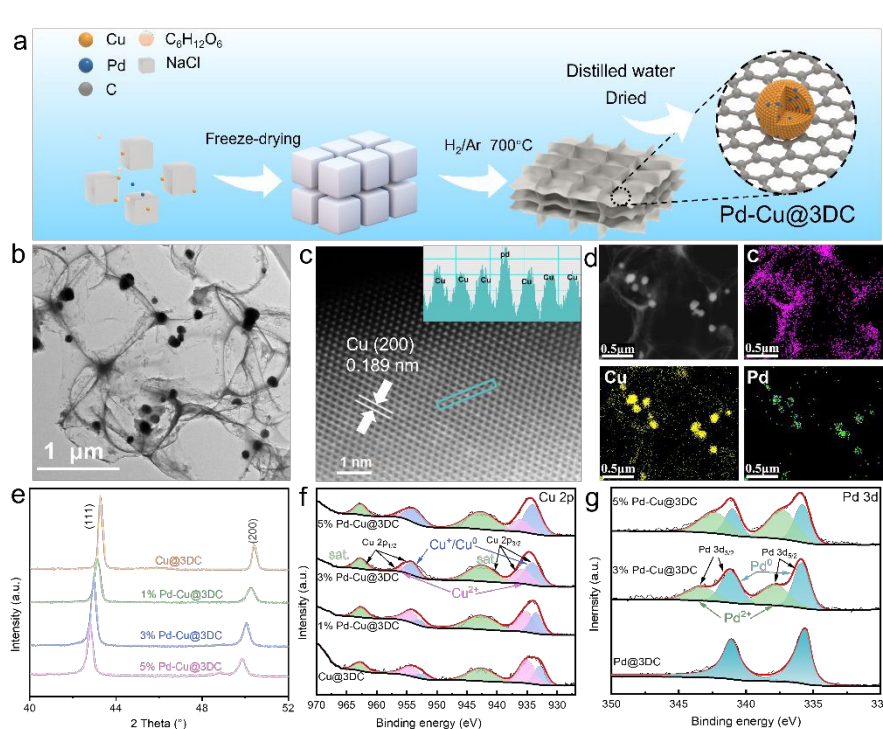 a
Cu
C₆H₁₂O₆
Pd
NaCl
C
Freeze-drying
H₂/Ar 700°C
Distilled water
Dried
Pd-Cu@3DC
b
1 μm
c
Cu (200)
0.189 nm
1 nm
Cu
Cu
Cu
pd
Cu
Cu
Cu
d
0.5μm
C
0.5μm
Cu
0.5μm
Pd
0.5μm
e
(111)
(200)
Cu@3DC
1% Pd-Cu@3DC
3% Pd-Cu@3DC
5% Pd-Cu@3DC
Intensity (a.u.)
40 44 48 52
2 Theta (°)
f
Cu 2p
5% Pd-Cu@3DC
Cu 2p₁/₂
Cu⁺/Cu⁰
Cu 2p₃/₂
sat.
sat.
3% Pd-Cu@3DC
Cu²⁺
1% Pd-Cu@3DC
Cu@3DC
Intensity (a.u.)
970 965 960 955 950 945 940 935 930
Binding energy (eV)
g
Pd 3d
5% Pd-Cu@3DC
3% Pd-Cu@3DC
Pd 3d₃/₂
Pd 3d₅/₂
Pd⁰
Pd²⁺
Pd@3DC
Inernsity (a.u.)
350 345 340 335 33
Binding energy (eV)